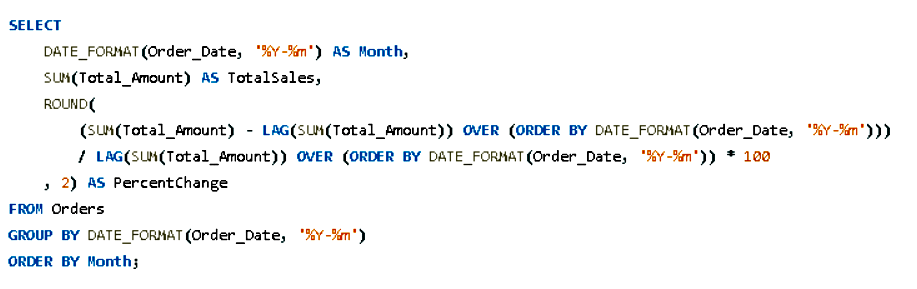 SELECT
DATE_FORMAT(Order_Date, '%Y-%m') AS Month,
SUM(Total_Amount) AS TotalSales,
ROUND(
(SUM(Total_Amount) - LAG(SUM(Total_Amount)) OVER (ORDER BY DATE_FORMAT(Order_Date, '%Y-%m')))
/ LAG(SUM(Total_Amount)) OVER (ORDER BY DATE_FORMAT(Order_Date, '%Y-%m')) * 100
, 2) AS PercentChange
FROM Orders
GROUP BY DATE_FORMAT(Order_Date, '%Y-%m')
ORDER BY Month;